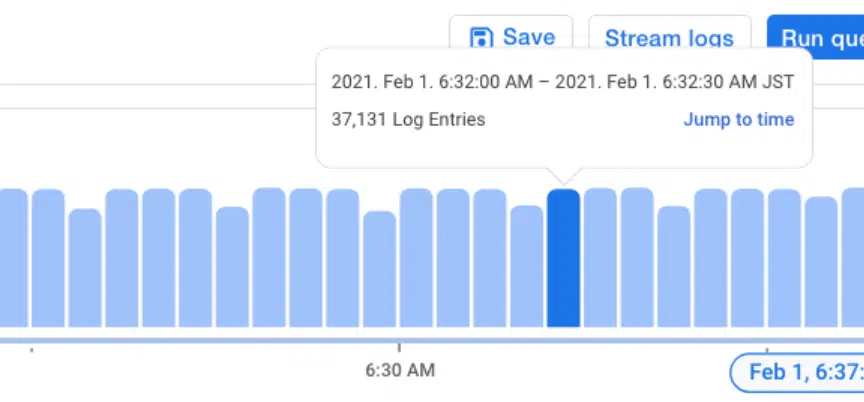 Save
Stream logs
Run que
2021. Feb 1. 6:32:00 AM – 2021. Feb 1. 6:32:30 AM JST
37,131 Log Entries
Jump to time
6:30 AM
Feb 1, 6:37: